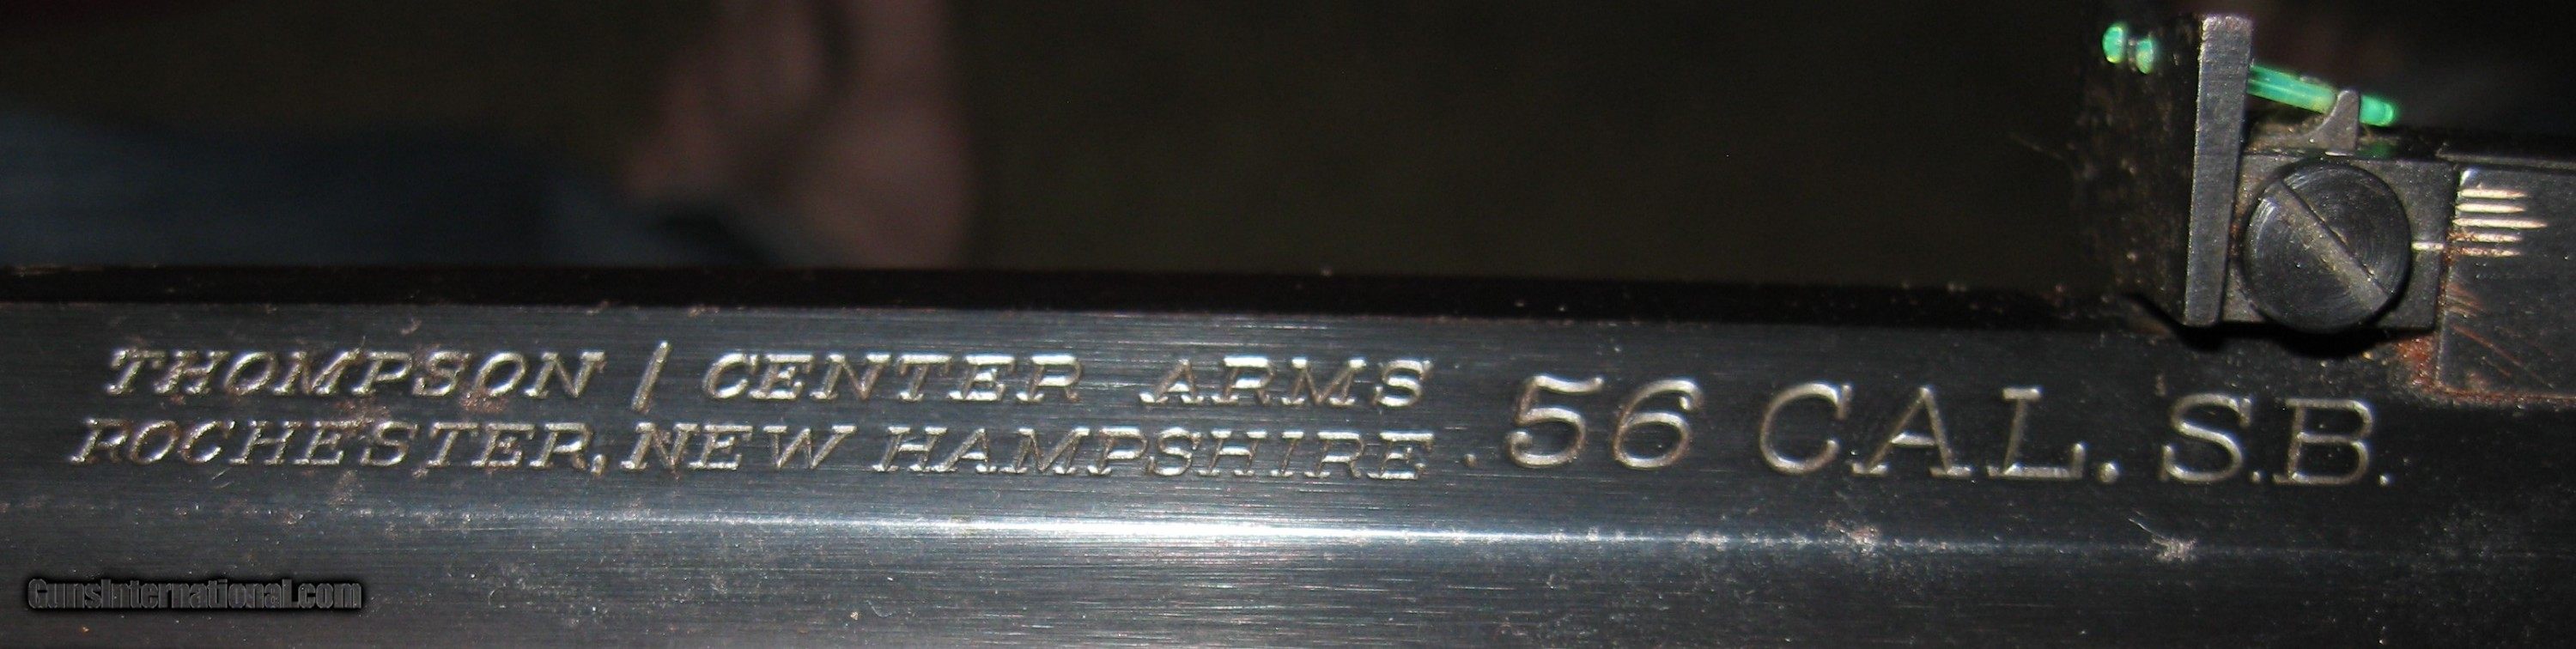 THOMPSON / CENTER ARMS
ROCHESTER, NEW HAMPSHIRE.
.56 CAL. S.B.
GunsInternational.com